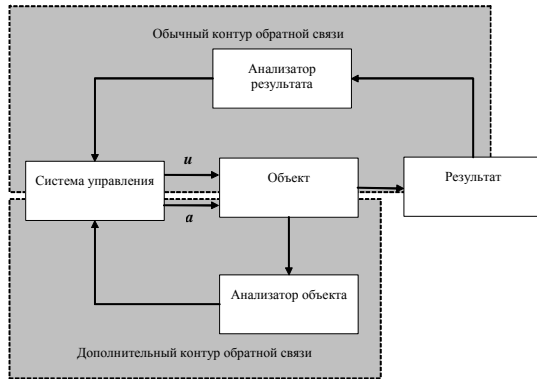 Обычный контур обратной связи
Анализатор
результата
u
Система управления
Объект
Результат
a
Анализатор объекта
Дополнительный контур обратной связи